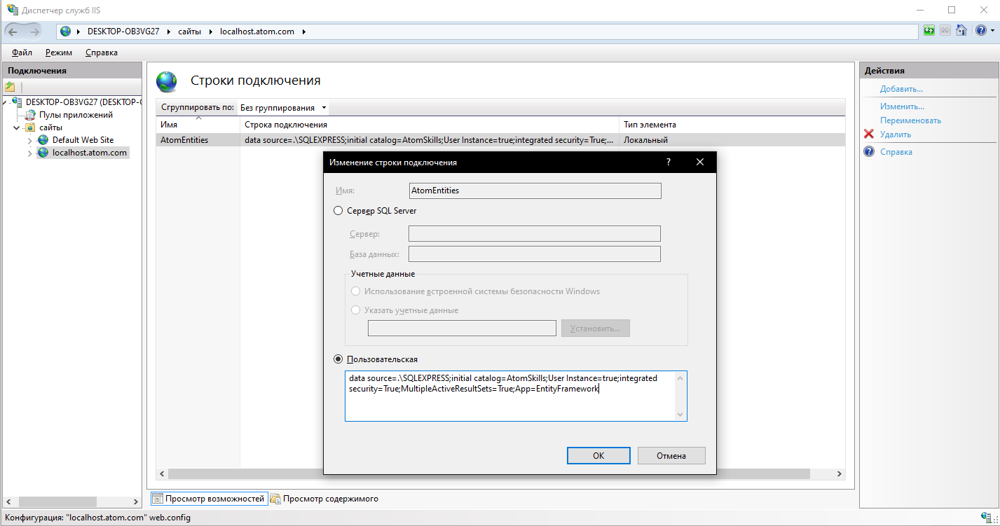 Диспетчер служб IIS
DESKTOP-OB3VG27 сайты localhost.atom.com
Файл Режим Справка
Подключения
DESKTOP-OB3VG27 (DESKTOP-
Пулы приложений
сайты
Default Web Site
localhost.atom.com
Строки подключения
Сгруппировать по: Без группирования
Имя Строка подключения Тип элемента
AtomEntities data source=.\SQLEXPRESS;initial catalog=AtomSkills;User Instance=true;integrated security=True;... Локальный
Изменение строки подключения ?
Имя: AtomEntities
Сервер SQL Server
Сервер:
База данных:
Учетные данные
Использование встроенной системы безопасности Windows
Указать учетные данные
Установить...
Пользовательская
data source=.\SQLEXPRESS;initial catalog=AtomSkills;User Instance=true;integrated
security=True;MultipleActiveResultSets=True;App=EntityFramework
OK Отмена
Действия
Добавить...
Изменить...
Переименовать
Удалить
Справка
Просмотр возможностей Просмотр содержимого
Конфигурация: "localhost.atom.com" web.config